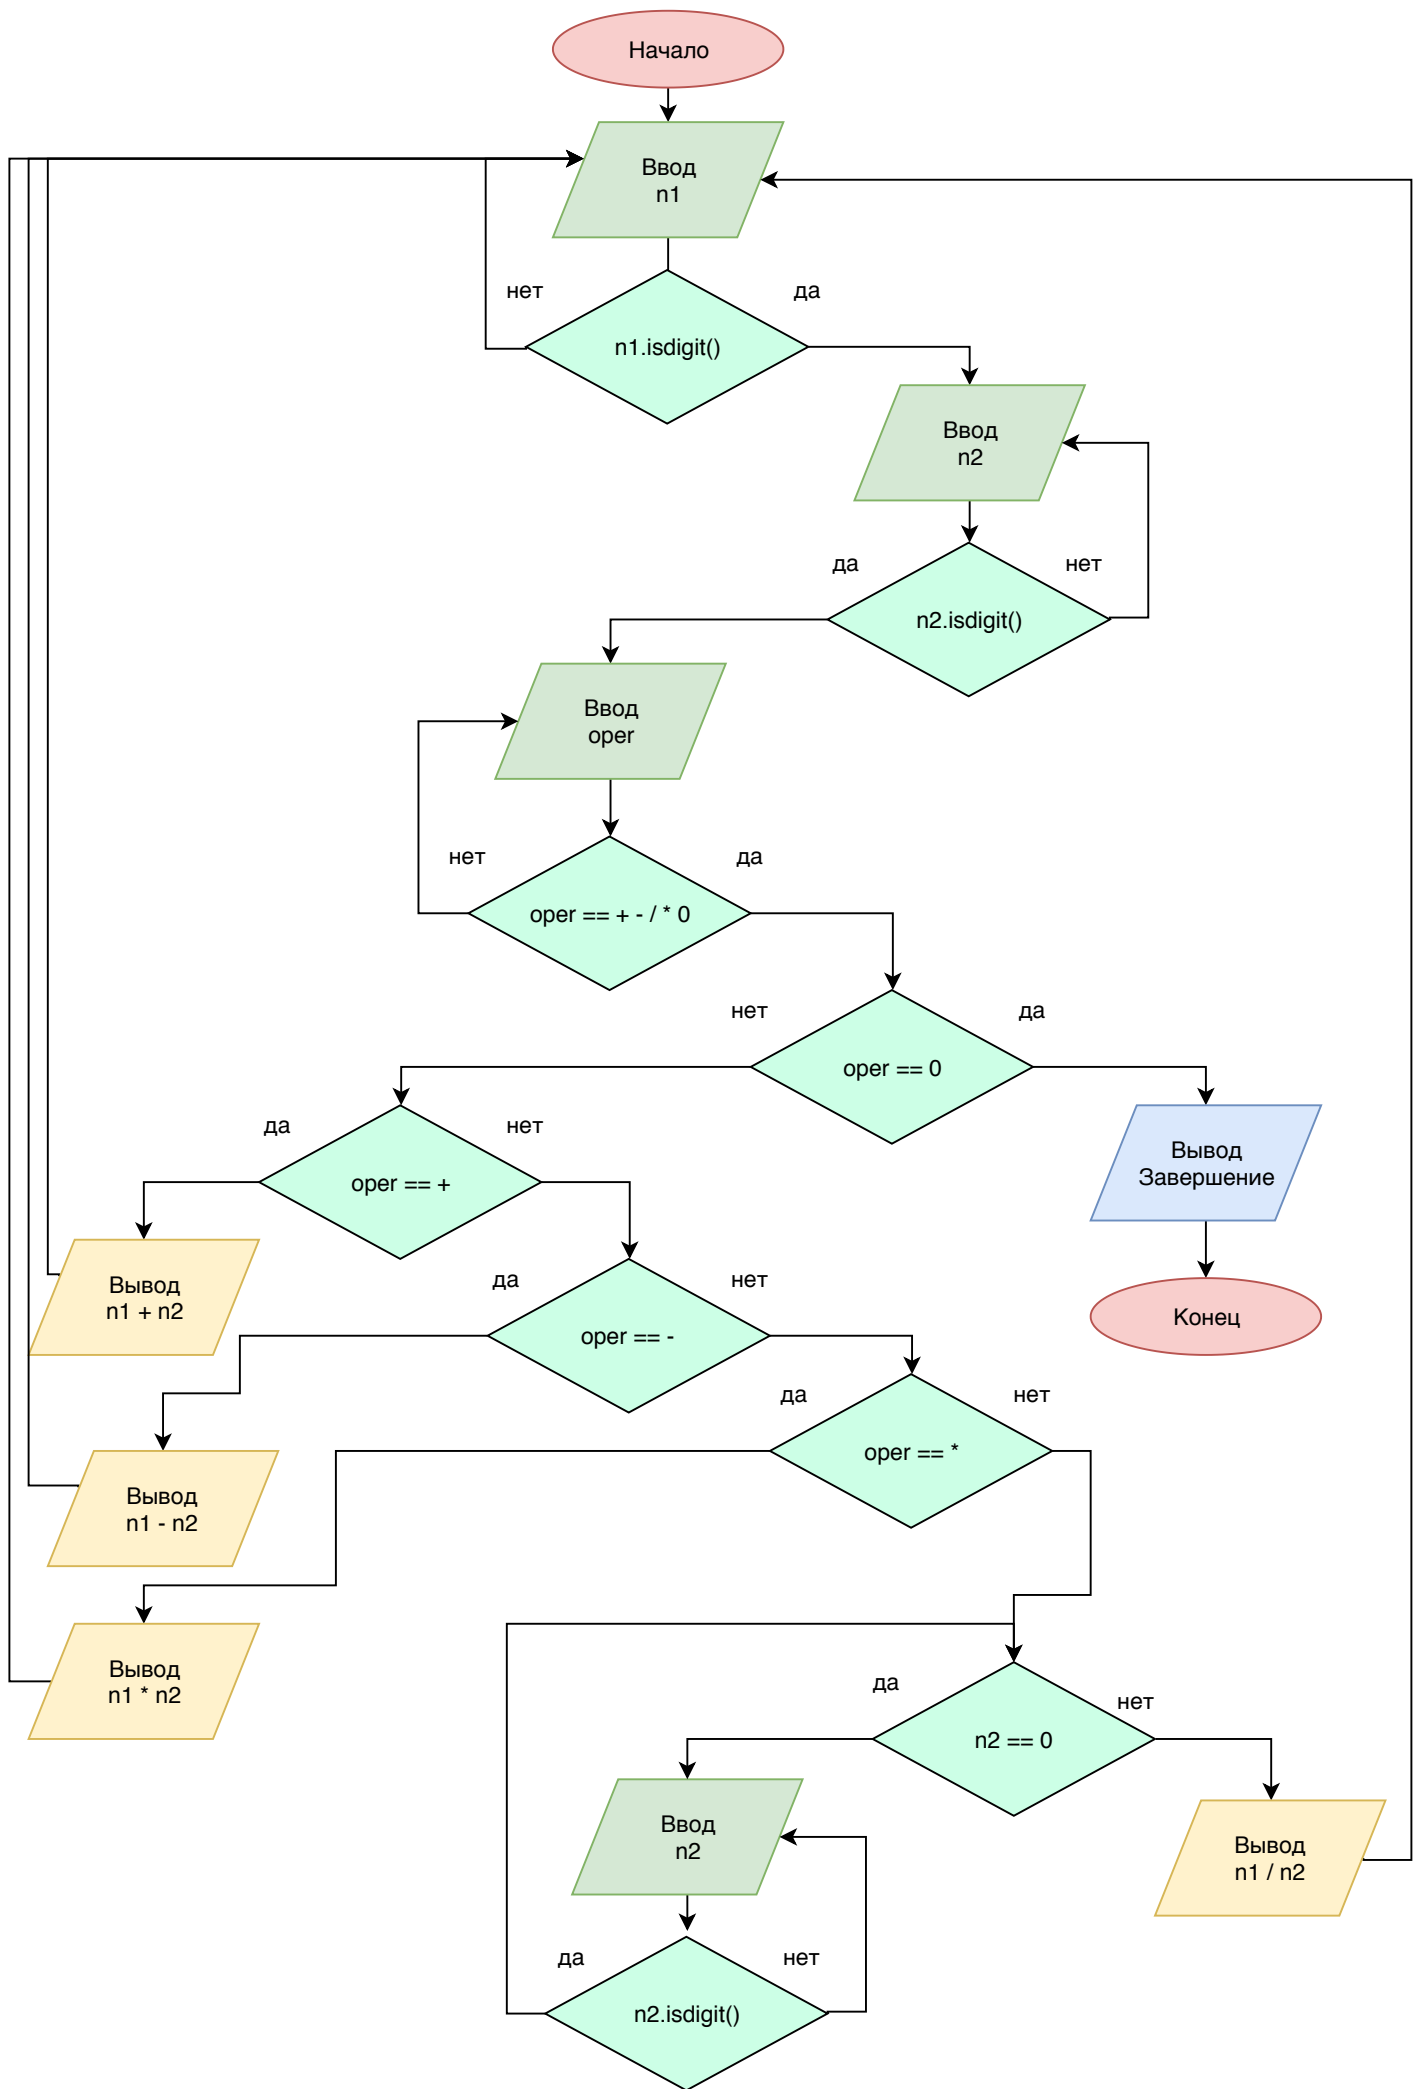 Начало
Ввод
n1
нет
да
n1.isdigit()
Ввод
n2
да
нет
n2.isdigit()
Ввод
oper
нет
да
oper == + - / * 0
нет
да
oper == 0
да
нет
oper == +
Вывод
Завершение
Вывод
n1 + n2
да
нет
oper == -
Конец
да
нет
oper == *
Вывод
n1 - n2
Вывод
n1 * n2
да
нет
n2 == 0
Ввод
n2
Вывод
n1 / n2
да
нет
n2.isdigit()